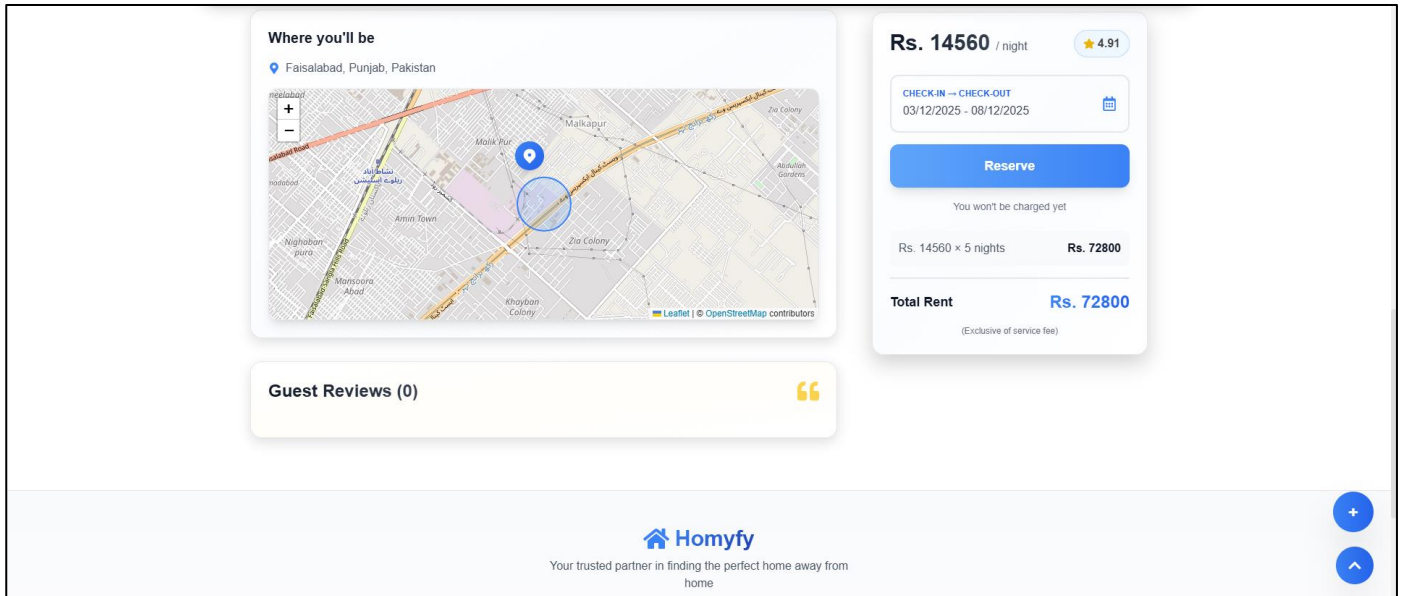 Where you'll be
Faisalabad, Punjab, Pakistan
+
−
Malkapur
Zia Colony
Malik Pur
Abdullah
Gardens
نشاط آباد
ریلوے اسٹیشن
Amin Town
Zia Colony
Nighaban
pura
Mansoora
Abad
Khayban
Colony
Leaflet | © OpenStreetMap contributors
Guest Reviews (0)
Rs. 14560 / night
4.91
CHECK-IN → CHECK-OUT
03/12/2025 - 08/12/2025
Reserve
You won't be charged yet
Rs. 14560 × 5 nights Rs. 72800
Total Rent Rs. 72800
(Exclusive of service fee)
Homyfy
Your trusted partner in finding the perfect home away from
home
+